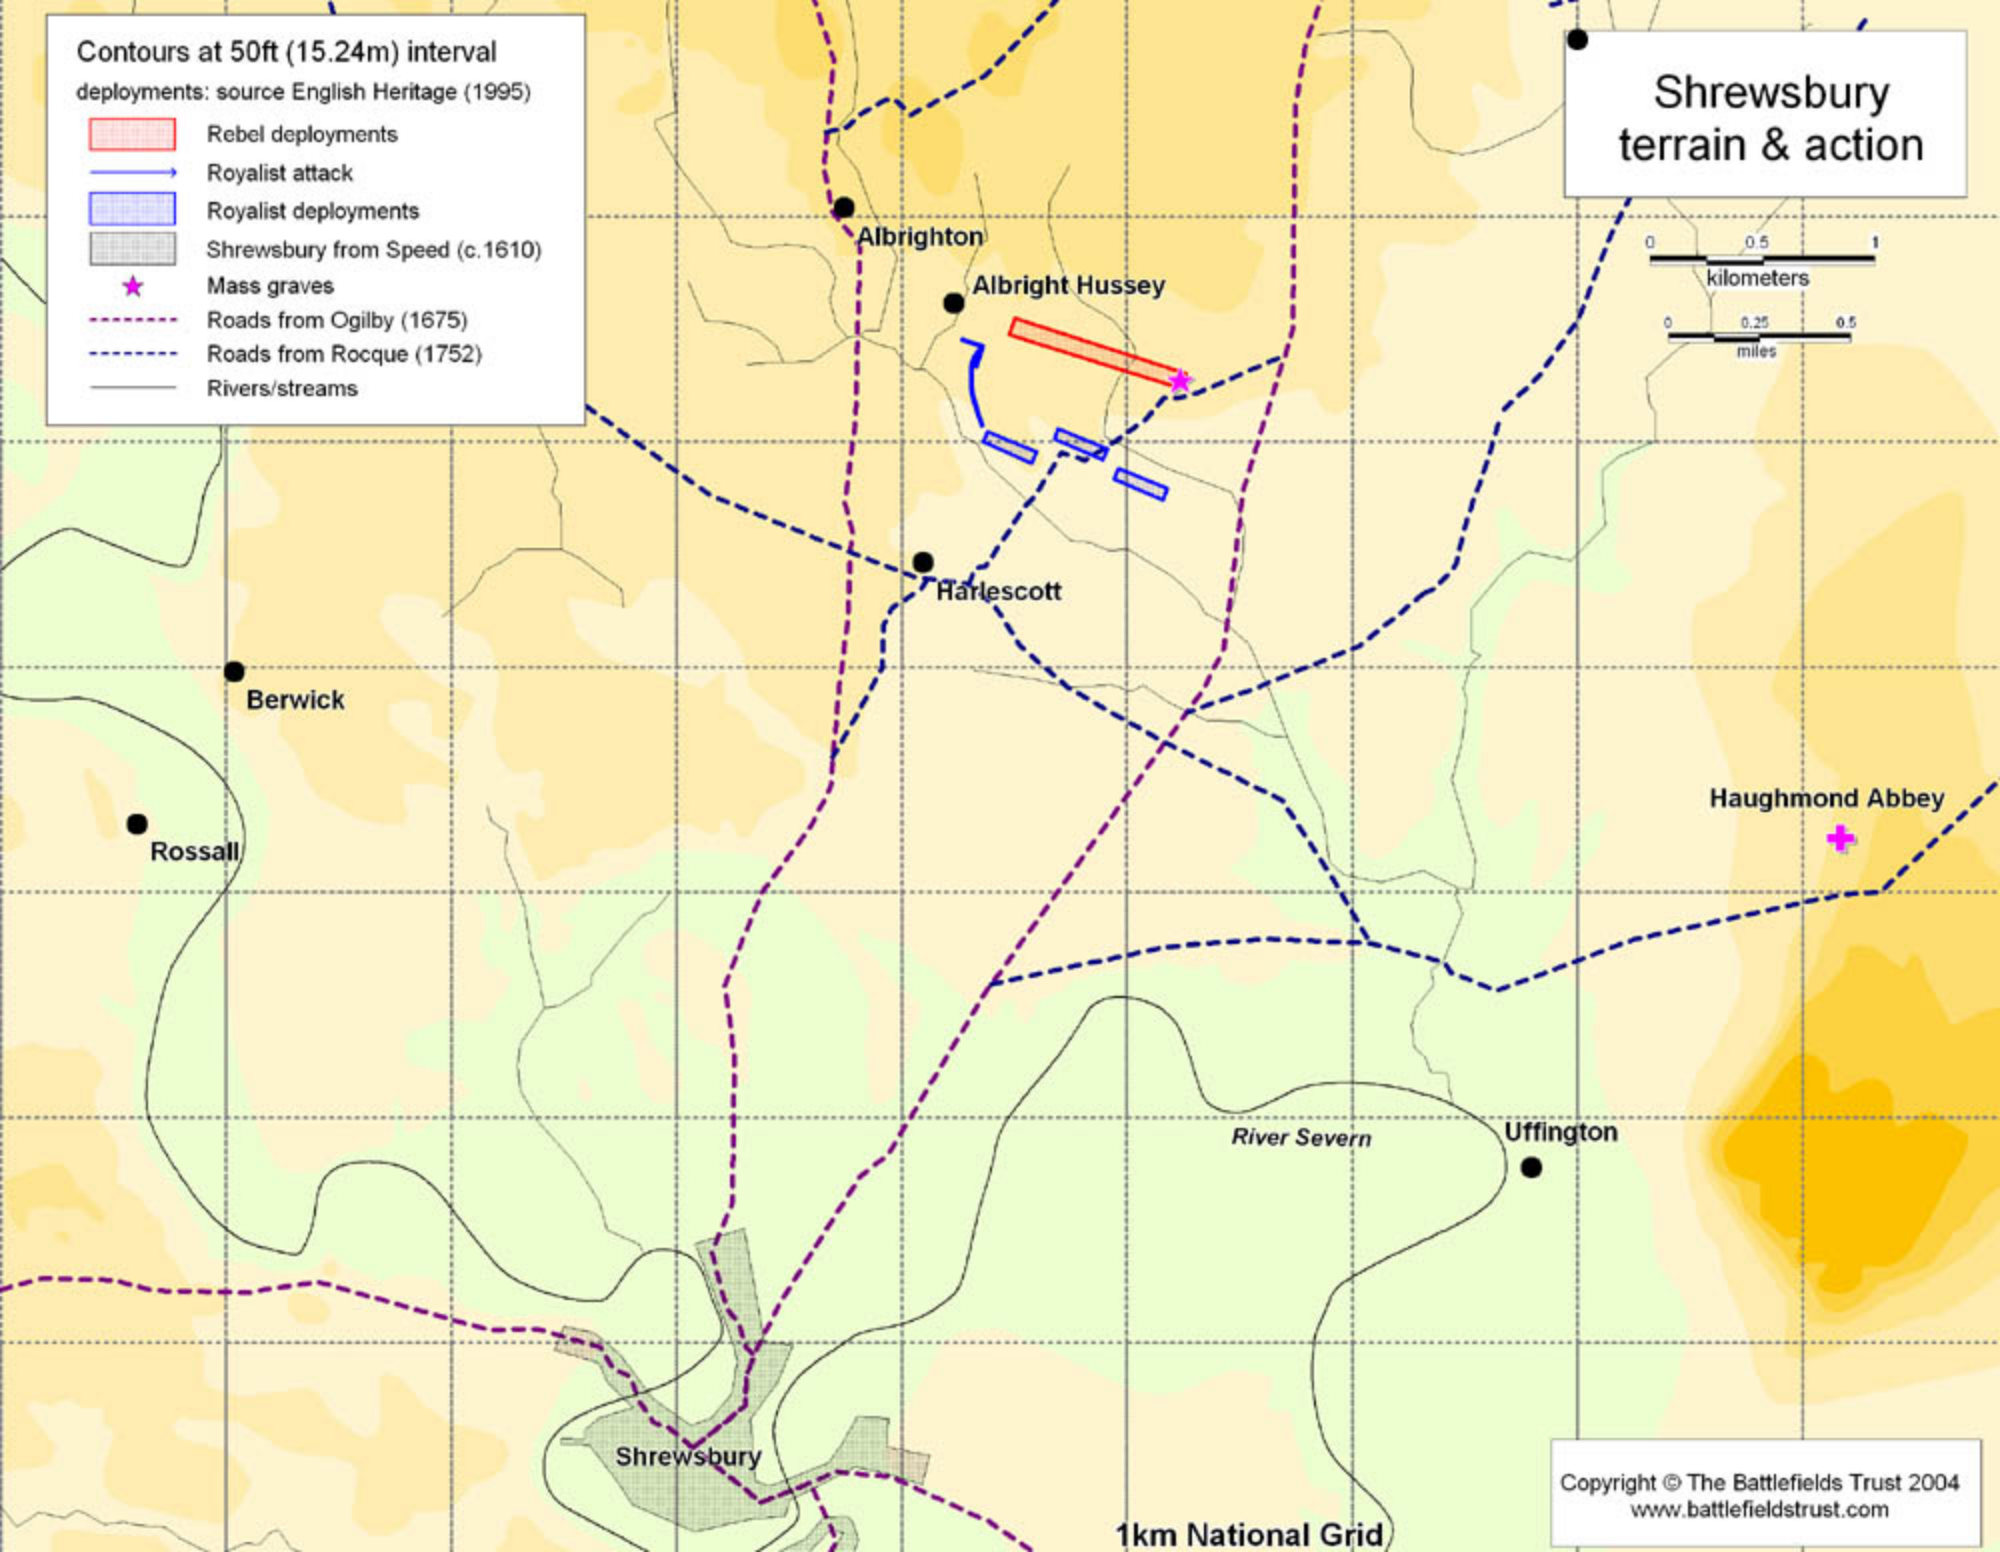 Contours at 50ft (15.24m) interval
deployments: source English Heritage (1995)
Rebel deployments
Royalist attack
Royalist deployments
Shrewsbury from Speed (c.1610)
Mass graves
Roads from Ogilby (1675)
Roads from Rocque (1752)
Rivers/streams
Shrewsbury
terrain & action
0 0.5 1
kilometers
0 0.25 0.5
miles
Albrighton
Albright Hussey
Harlescott
Berwick
Rossall
Haughmond Abbey
River Severn
Uffington
Shrewsbury
1km National Grid
Copyright © The Battlefields Trust 2004
www.battlefieldstrust.com